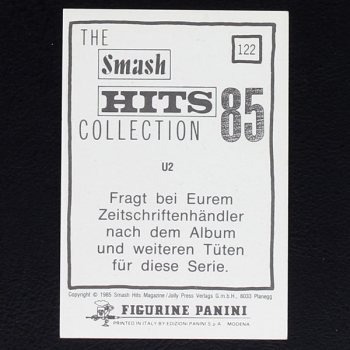 THE
122
Smash
HITS 85
COLLECTION
U2
Fragt bei Eurem
Zeitschriftenhändler
nach dem Album
und weiteren Tüten
für diese Serie.
Copyright © 1985 Smash Hits Magazine/Jolly Press Verlags G.m.b.H., 8033 Planegg
FIGURINE PANINI
PRINTED IN ITALY BY EDIZIONI PANINI S.p.A. MODENA